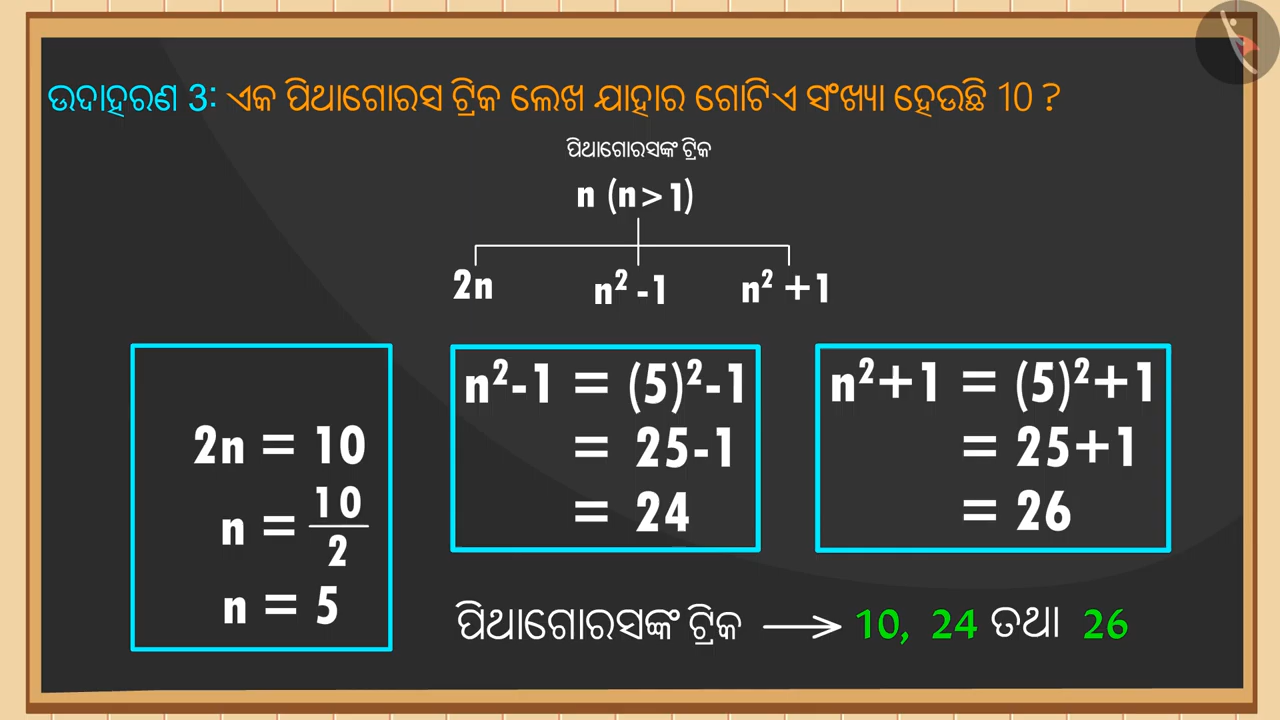 ଉଦାହରଣ 3: ଏକ ପିଥାଗୋରସ ଟ୍ରିକ ଲେଖ ଯାହାର ଗୋଟିଏ ସଂଖ୍ୟା ହେଉଛି 10 ?
ପିଥାଗୋରସଙ୍କ ଟ୍ରିକ
n (n > 1)
2n n² -1 n² +1
2n = 10
n = 10/2
n = 5
n²-1 = (5)²-1
= 25-1
= 24
n²+1 = (5)²+1
= 25+1
= 26
ପିଥାଗୋରସଙ୍କ ଟ୍ରିକ ⟶ 10, 24 ତଥା 26